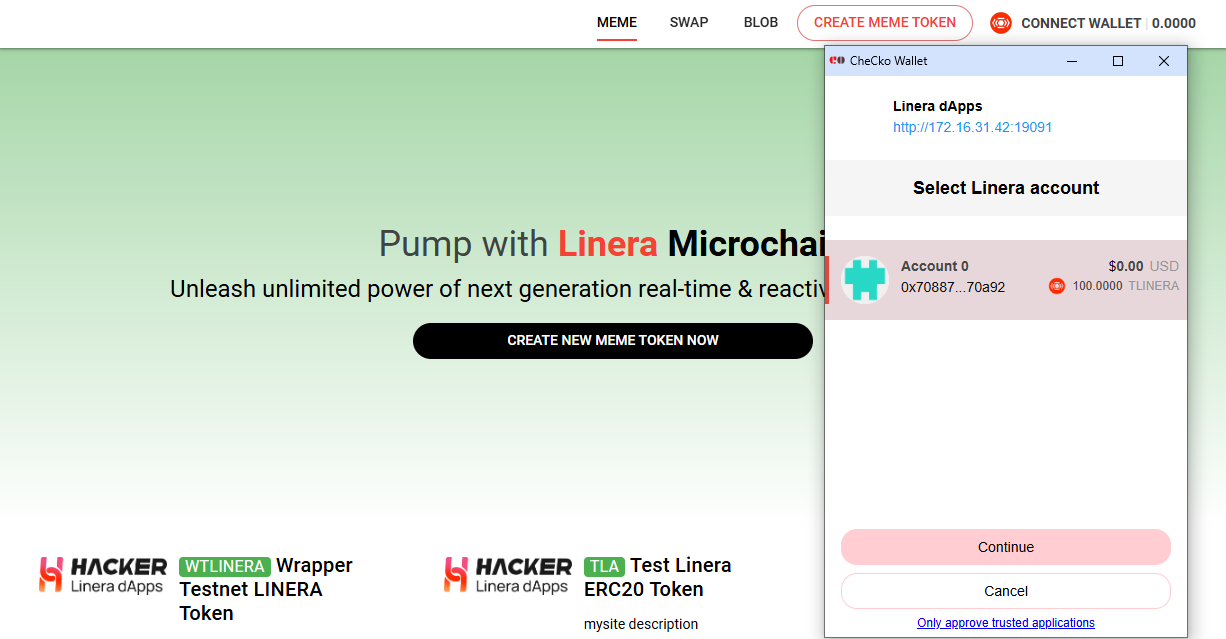 MEME SWAP BLOB CREATE MEME TOKEN CONNECT WALLET | 0.0000
CheCko Wallet
Linera dApps
http://172.16.31.42:19091
Select Linera account
Account 0 $0.00 USD
0x70887...70a92 100.0000 TLINERA
Continue
Cancel
Only approve trusted applications
Pump with Linera Microchai
Unleash unlimited power of next generation real-time & reactiv
CREATE NEW MEME TOKEN NOW
HACKER
Linera dApps
WTLINERA Wrapper
Testnet LINERA
Token
HACKER
Linera dApps
TLA Test Linera
ERC20 Token
mysite description